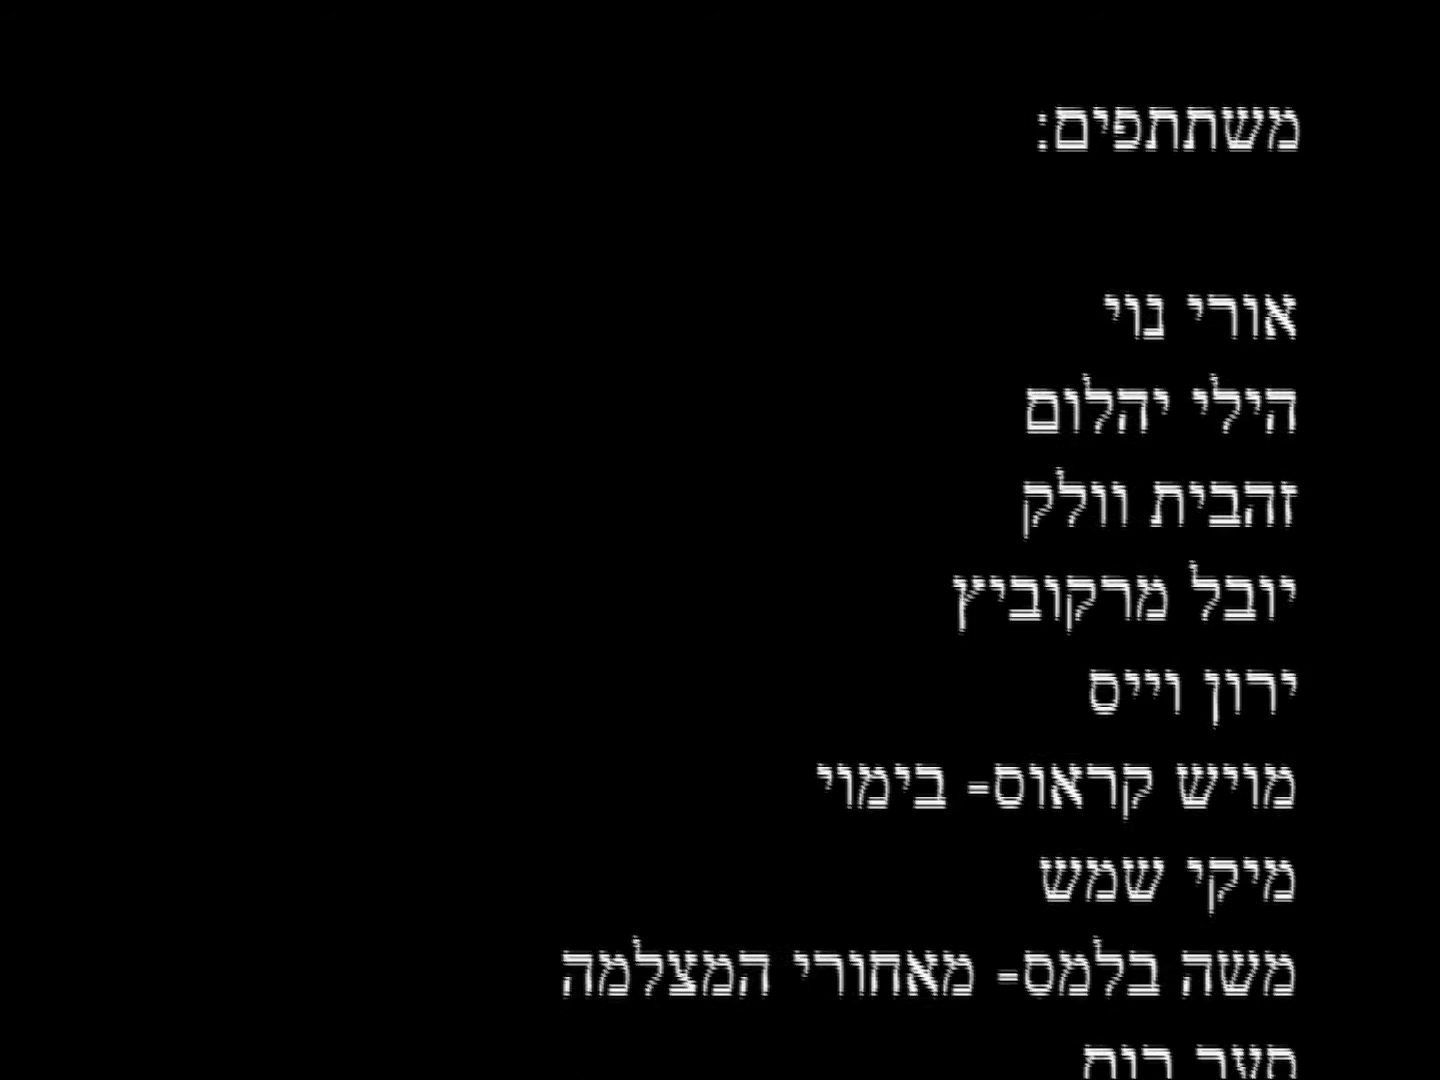 משתתפים:
אורי נוי
הילי יהלום
זהבית וולק
יובל מרקוביץ
ירון וייס
מויש קראוס- בימוי
מיקי שמש
משה בלמס- מאחורי המצלמה